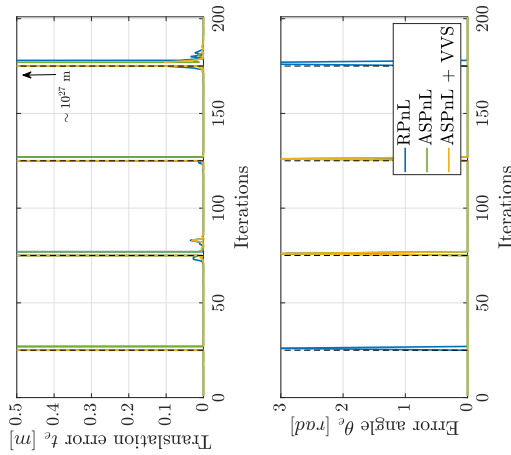 0.5
0.4
0.3
0.2
0.1
0
Translation error t_e [m]
~ 10^27 m
0
50
100
150
200
Iterations
3
2
1
0
Error angle θ_e [rad]
RPnL
ASPnL
ASPnL + VVS
0
50
100
150
200
Iterations